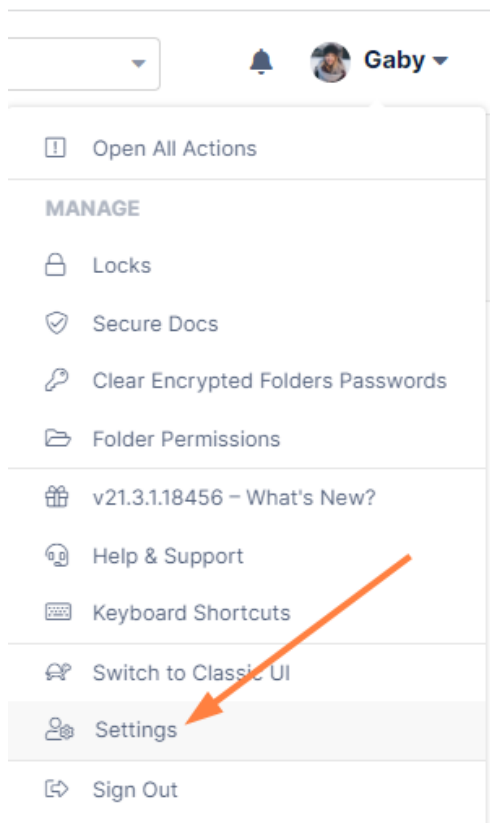 Gaby
Open All Actions
MANAGE
Locks
Secure Docs
Clear Encrypted Folders Passwords
Folder Permissions
v21.3.1.18456 – What's New?
Help & Support
Keyboard Shortcuts
Switch to Classic UI
Settings
Sign Out